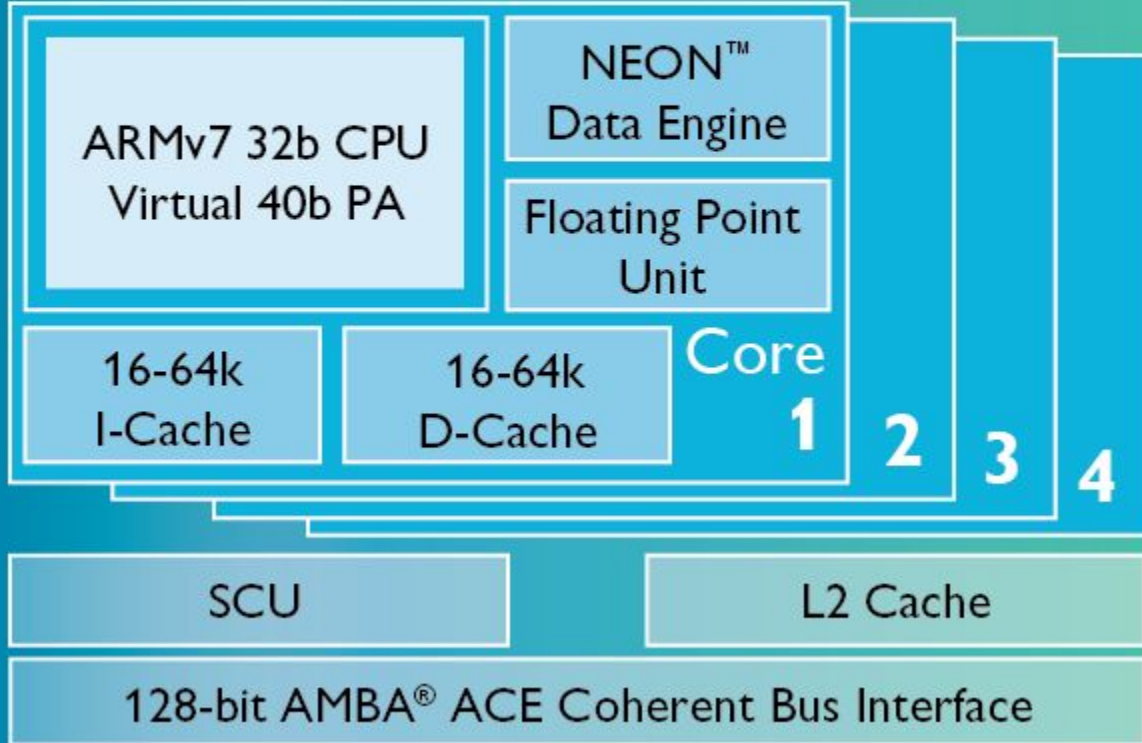 ARMv7 32b CPU
Virtual 40b PA
NEON™
Data Engine
Floating Point
Unit
16-64k
I-Cache
16-64k
D-Cache
Core
1
2
3
4
SCU
L2 Cache
128-bit AMBA® ACE Coherent Bus Interface